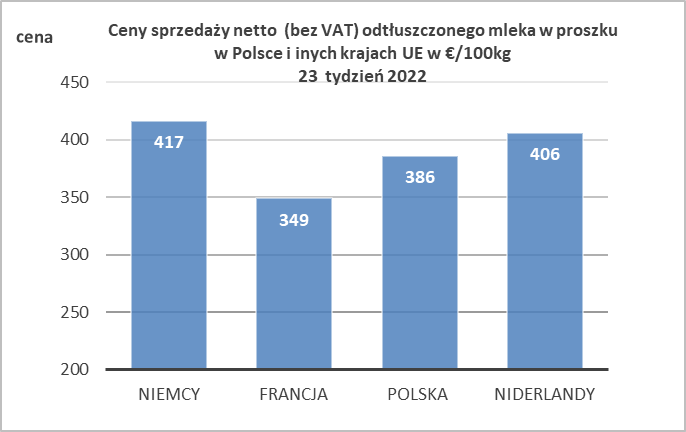 cena
Ceny sprzedaży netto  (bez VAT) odtłuszczonego mleka w proszku
w Polsce i inych krajach UE w €/100kg
23  tydzień 2022
450
400
350
300
250
200
417
349
386
406
NIEMCY
FRANCJA
POLSKA
NIDERLANDY